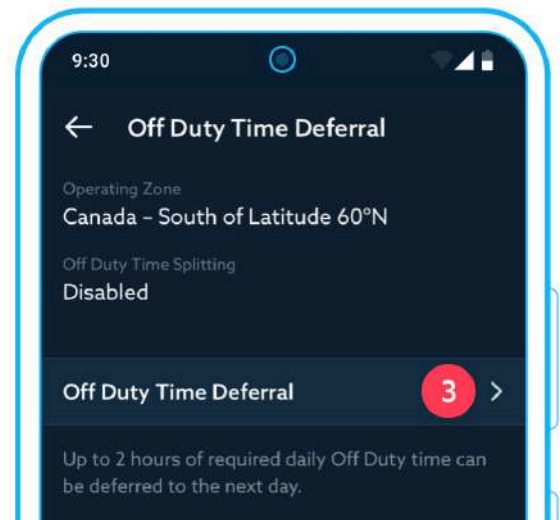 9:30
Off Duty Time Deferral
Operating Zone
Canada – South of Latitude 60°N
Off Duty Time Splitting
Disabled
Off Duty Time Deferral 3
Up to 2 hours of required daily Off Duty time can
be deferred to the next day.